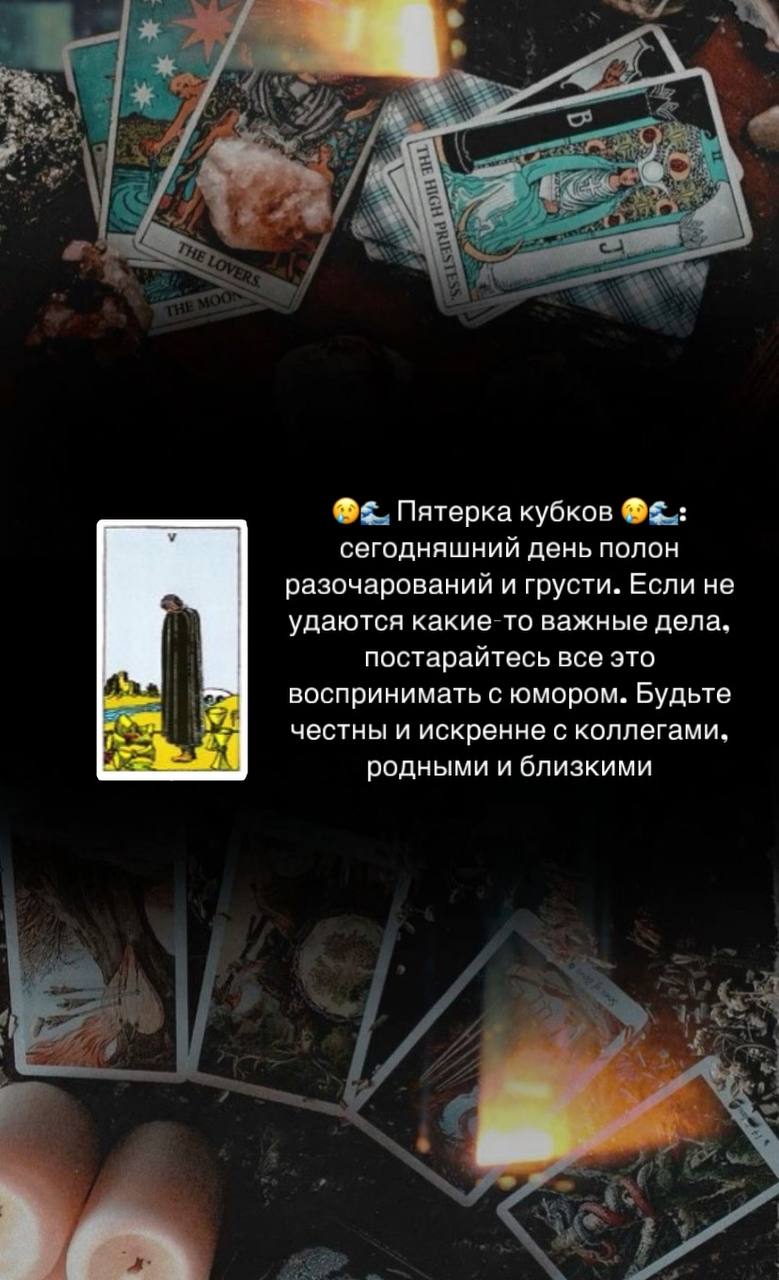 THE LOVERS.
THE MOON
THE HIGH PRIESTESS.
B
J
II
😢🌊 Пятерка кубков 😢🌊:
сегодняшний день полон
разочарований и грусти. Если не
удаются какие-то важные дела,
постарайтесь все это
воспринимать с юмором. Будьте
честны и искренне с коллегами,
родными и близкими
V